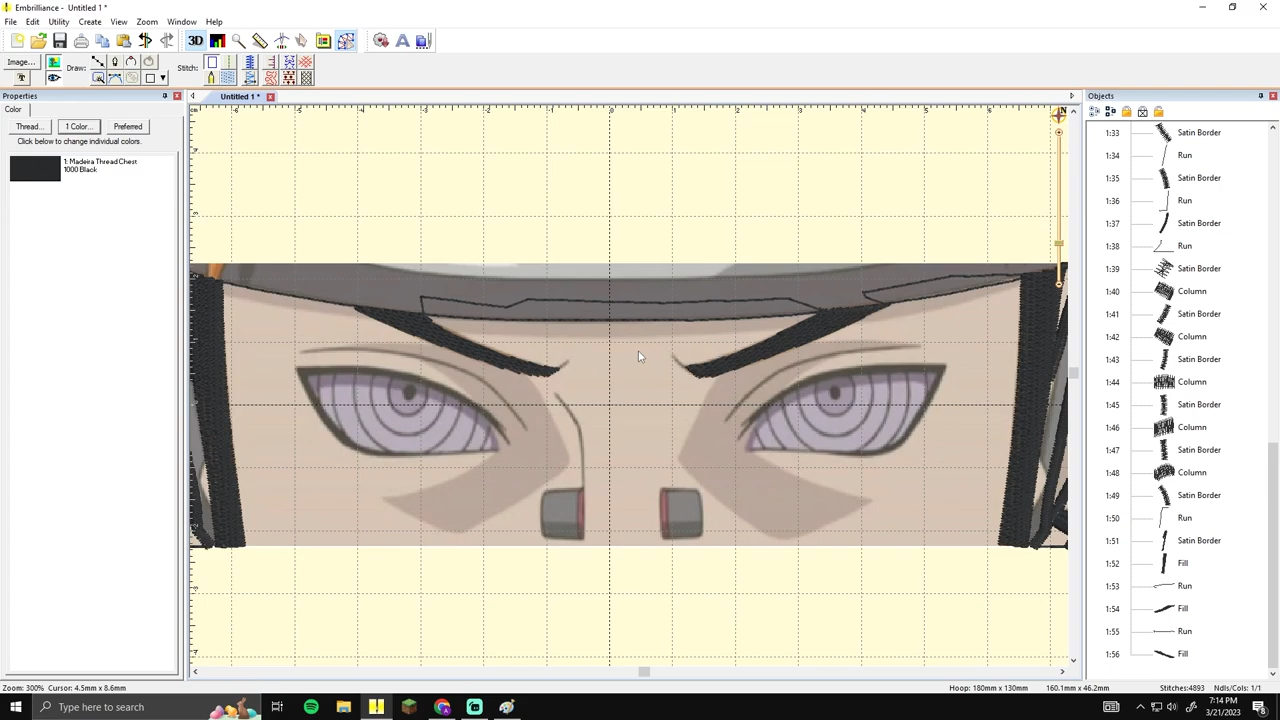 Embrilliance - Untitled 1 *
File Edit Utility Create View Zoom Window Help
3D
Image... Draw: Stitch:
Properties
Untitled 1 *
Objects
Color
Thread... 1 Color... Preferred
Click below to change individual colors.
1: Madeira Thread Chest
1000 Black
1:33 Satin Border
1:34 Run
1:35 Satin Border
1:36 Run
1:37 Satin Border
1:38 Run
1:39 Satin Border
1:40 Column
1:41 Satin Border
1:42 Column
1:43 Satin Border
1:44 Column
1:45 Satin Border
1:46 Column
1:47 Satin Border
1:48 Column
1:49 Satin Border
1:50 Run
1:51 Satin Border
1:52 Fill
1:53 Run
1:54 Fill
1:55 Run
1:56 Fill
Zoom: 300% Cursor: 4.5mm x 8.6mm
Hoop: 180mm x 130mm
160.1mm x 46.2mm
Stitches:4893
Ndls/Cols: 1/1
Type here to search
7:14 PM
3/21/2023